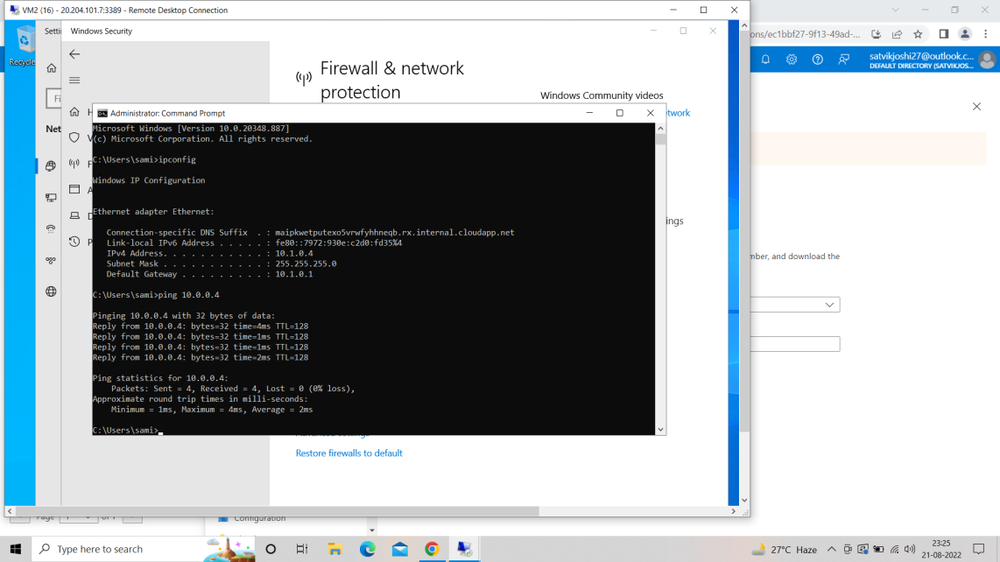 VM2 (16) - 20.204.101.7:3389 - Remote Desktop Connection
ons/ec1bbf27-9f13-49ad-...
satvikjoshi27@outlook.c...
DEFAULT DIRECTORY (SATVIKJOS...
Recycle
Setti
Windows Security
Firewall & network
protection
Windows Community videos
etwork
Fi
Net
Administrator: Command Prompt
Microsoft Windows [Version 10.0.20348.887]
(c) Microsoft Corporation. All rights reserved.
C:\Users\sami>ipconfig
Windows IP Configuration
Ethernet adapter Ethernet:
Connection-specific DNS Suffix . : maipkwetputexo5vrwfyhhneqb.rx.internal.cloudapp.net
Link-local IPv6 Address . . . . . : fe80::7972:930e:c2d0:fd35%4
IPv4 Address. . . . . . . . . . . : 10.1.0.4
Subnet Mask . . . . . . . . . . . : 255.255.255.0
Default Gateway . . . . . . . . . : 10.1.0.1
C:\Users\sami>ping 10.0.0.4
Pinging 10.0.0.4 with 32 bytes of data:
Reply from 10.0.0.4: bytes=32 time=4ms TTL=128
Reply from 10.0.0.4: bytes=32 time=1ms TTL=128
Reply from 10.0.0.4: bytes=32 time=1ms TTL=128
Reply from 10.0.0.4: bytes=32 time=2ms TTL=128
Ping statistics for 10.0.0.4:
Packets: Sent = 4, Received = 4, Lost = 0 (0% loss),
Approximate round trip times in milli-seconds:
Minimum = 1ms, Maximum = 4ms, Average = 2ms
C:\Users\sami>
ings
mber, and download the
Restore firewalls to default
Configuration
Type here to search
27°C Haze
23:25
21-08-2022